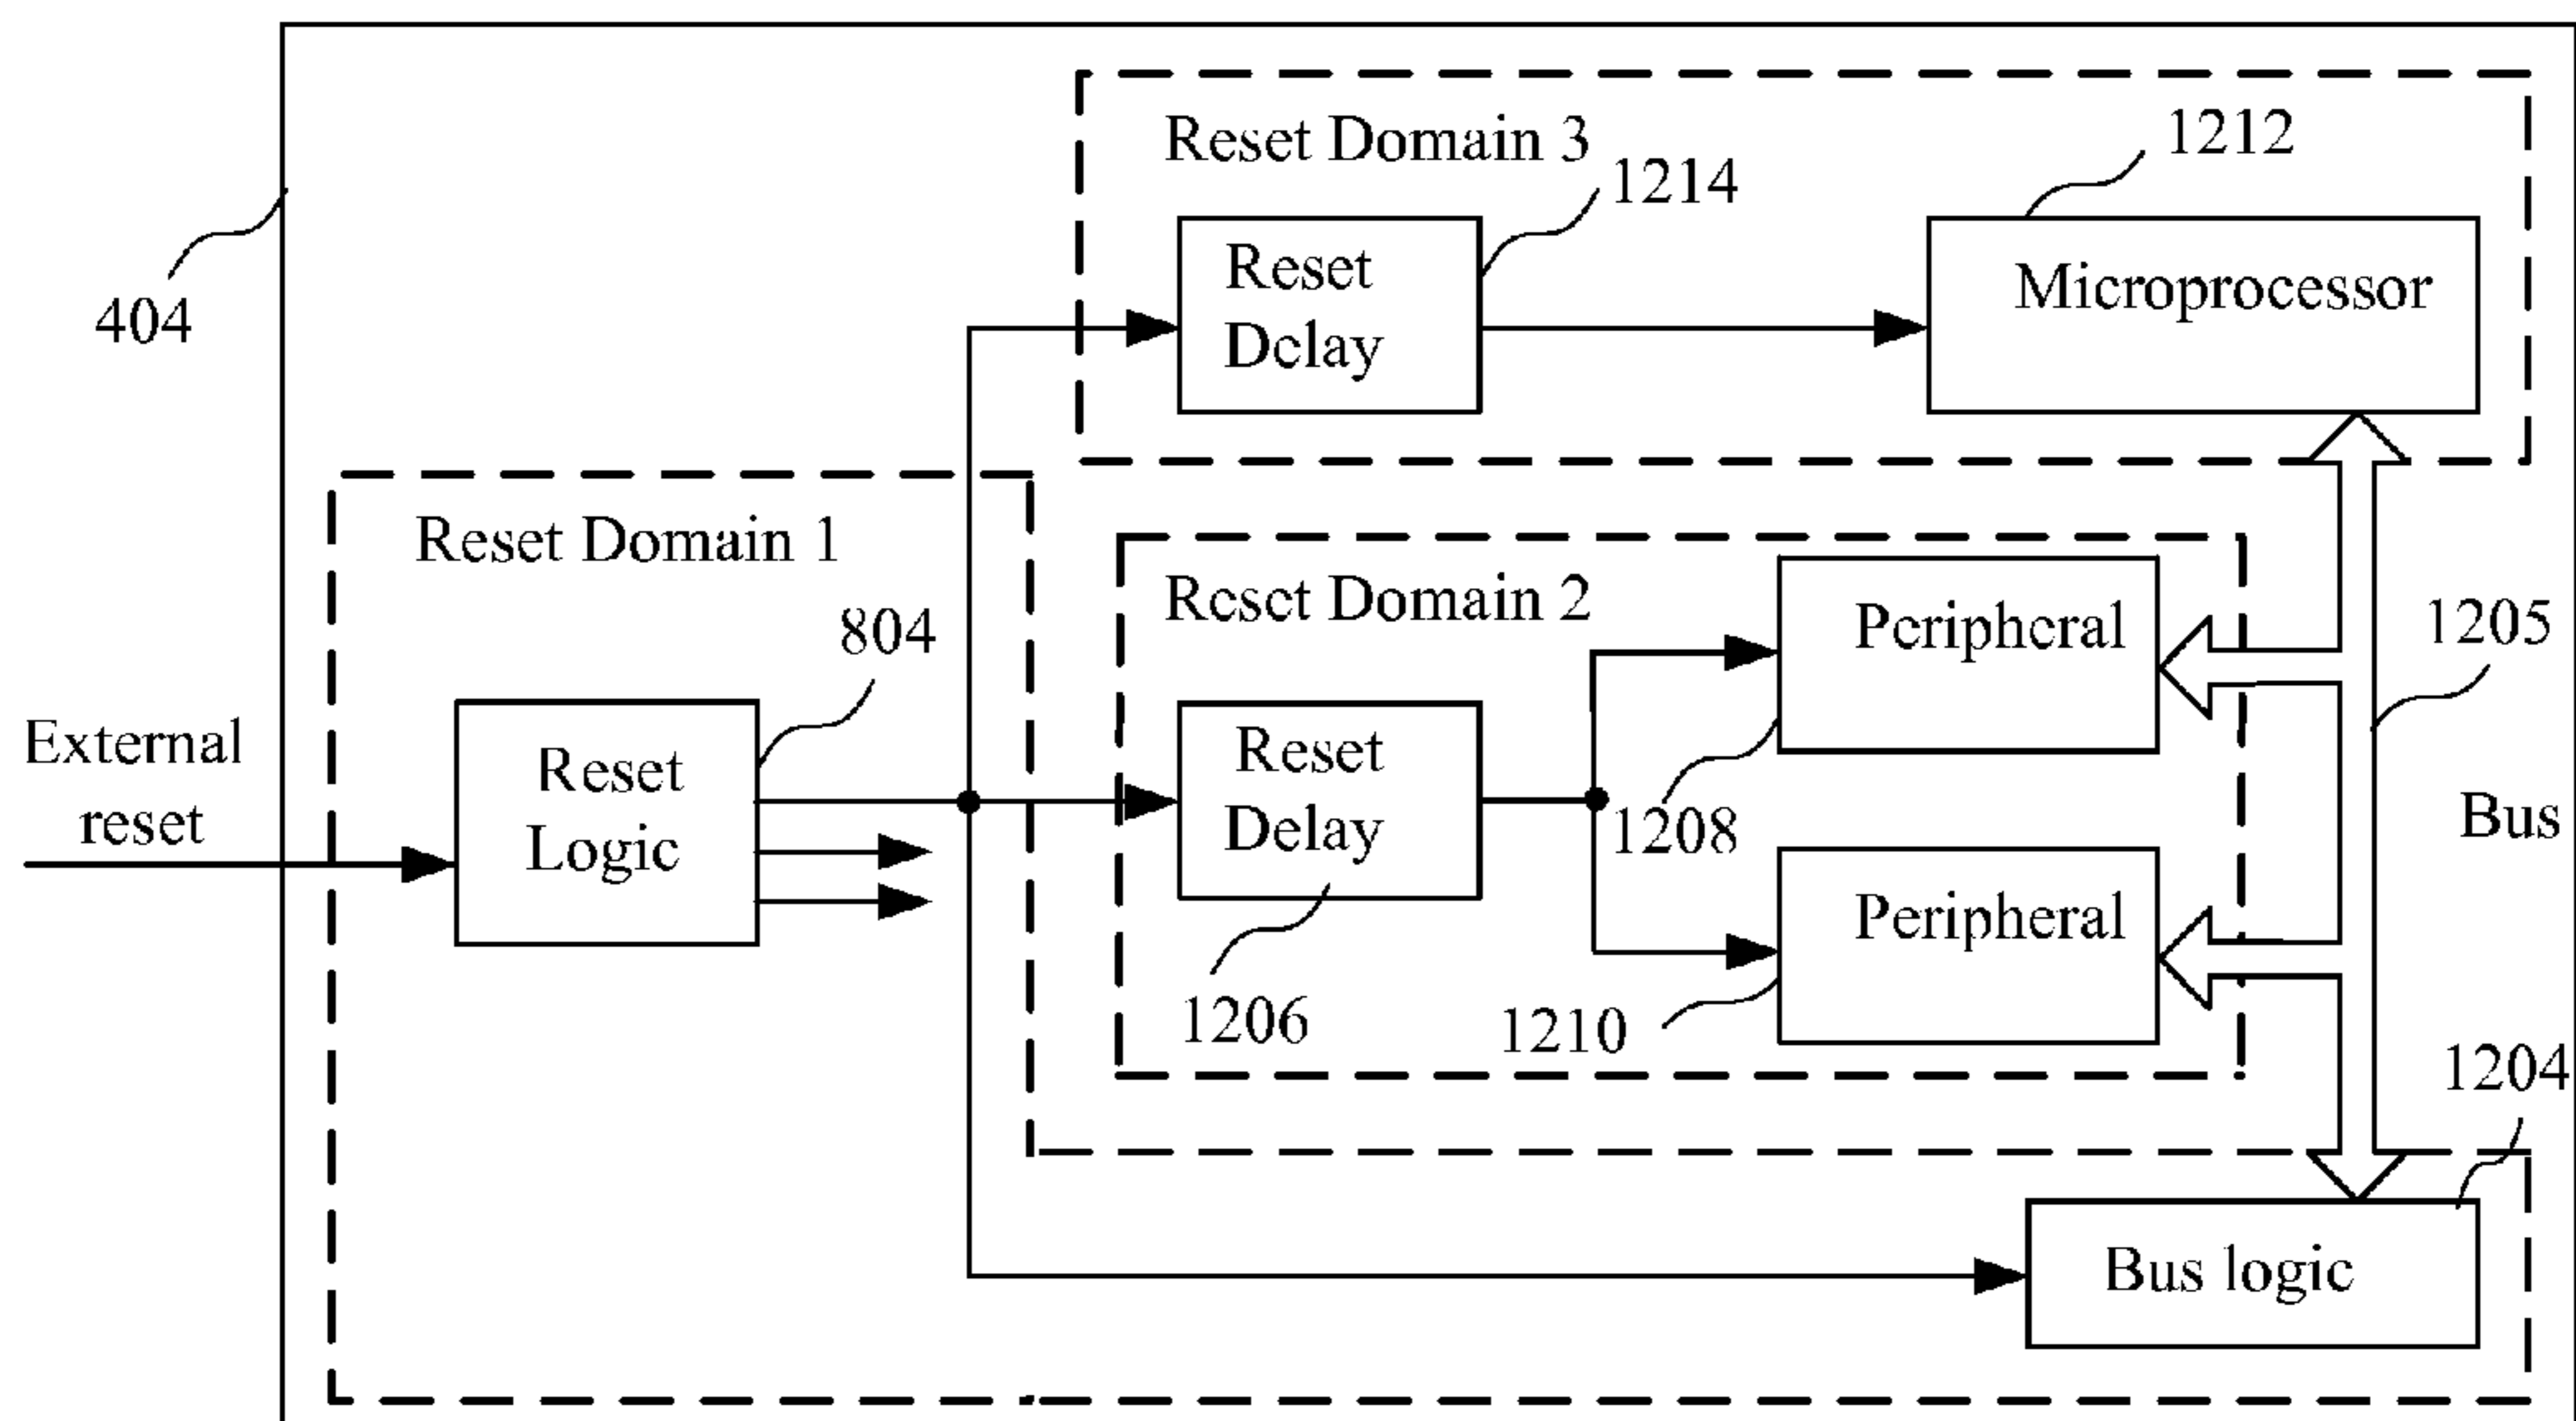 Reset Domain 3
1212
1214
Reset
Delay
Microprocessor
404
Reset Domain 1
Reset Domain 2
Peripheral
1205
804
External
reset
Reset
Logic
Reset
Delay
1208
Bus
Peripheral
1206
1210
1204
Bus logic